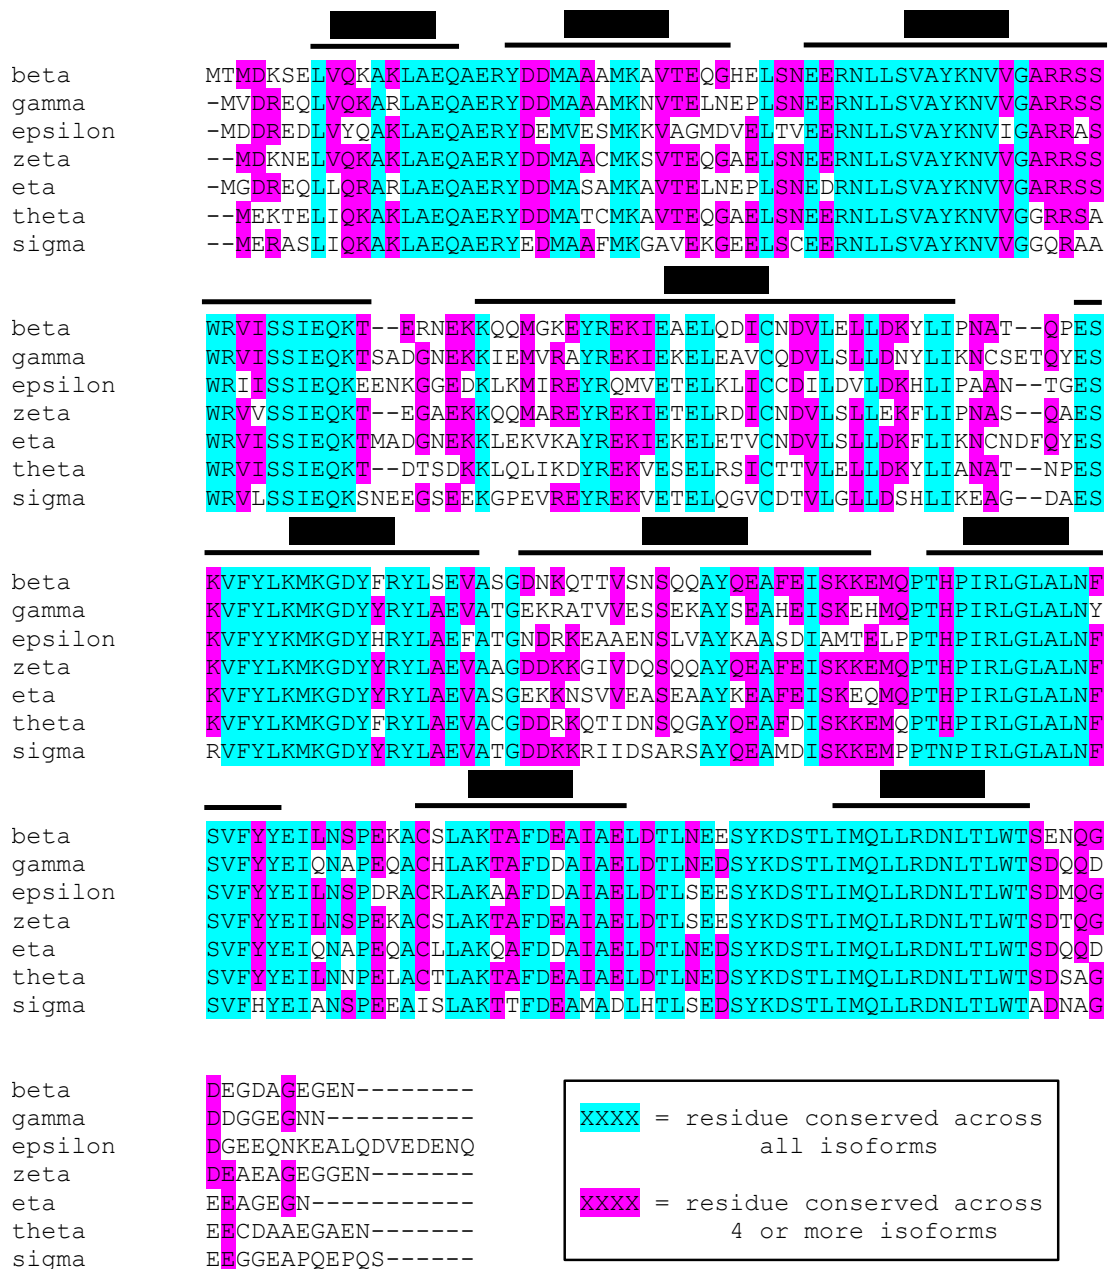 beta MTMDKSELVQKAKLAEQAERYDDMAAAMKAVTEQGHELSNEERNLLSVAYKNVVGARRSS
gamma -MVDREQLVQKARLAEQAERYDDMAAAMKNVTELNEPLSNEERNLLSVAYKNVVGARRSS
epsilon -MDDREDLVYQAKLAEQAERYDEMVESMKKVAGMDVELTVEERNLLSVAYKNVIGARRAS
zeta --MDKNELVQKAKLAEQAERYDDMAACMKSVTEQGAELSNEERNLLSVAYKNVVGARRSS
eta -MGDREQLLQRARLAEQAERYDDMASAMKAVTELNEPLSNEDRNLLSVAYKNVVGARRSS
theta --MEKTELIQKAKLAEQAERYDDMATCMKAVTEQGAELSNEERNLLSVAYKNVVGGRRSA
sigma --MERASLIQKAKLAEQAERYEDMAAFMKGAVEKGEELSCEERNLLSVAYKNVVGGQRAA
beta WRVISSIEQKT--ERNEKKQQMGKEYREKIEAELQDICNDVLELLDKYLIPNAT--QPES
gamma WRVISSIEQKTSADGNEKKIEMVRAYREKIEKELEAVCQDVLSLLDNYLIKNCSETQYES
epsilon WRIISSIEQKEENKGGEDKLKMIREYRQMVETELKLICCDILDVLDKHLIPAAN--TGES
zeta WRVVSSIEQKT--EGAEKKQQMAREYREKIETELRDICNDVLSLLEKFLIPNAS--QAES
eta WRVISSIEQKTMADGNEKKLEKVKAYREKIEKELETVCNDVLSLLDKFLIKNCNDFQYES
theta WRVISSIEQKT--DTSDKKLQLIKDYREKVESELRSICTTVLELLDKYLIANAT--NPES
sigma WRVLSSIEQKSNEEGSEEKGPEVREYREKVETELQGVCDTVLGLLDSHLIKEAG--DAES
beta KVFYLKMKGDYFRYLSEVASGDNKQTTVSNSQQAYQEAFEISKKEMQPTHPIRLGLALNF
gamma KVFYLKMKGDYYRYLAEVATGEKRATVVESSEKAYSEAHEISKEHMQPTHPIRLGLALNY
epsilon KVFYYKMKGDYHRYLAEFATGNDRKEAAENSLVAYKAASDIAMTELPPTHPIRLGLALNF
zeta KVFYLKMKGDYYRYLAEVAAGDDKKGIVDQSQQAYQEAFEISKKEMQPTHPIRLGLALNF
eta KVFYLKMKGDYYRYLAEVASGEKKNSVVEASEAAYKEAFEISKEQMQPTHPIRLGLALNF
theta KVFYLKMKGDYFRYLAEVACGDDRKQTIDNSQGAYQEAFDISKKEMQPTHPIRLGLALNF
sigma RVFYLKMKGDYYRYLAEVATGDDKKRIIDSARSAYQEAMDISKKEMPPTNPIRLGLALNF
beta SVFYYEILNSPEKACSLAKTAFDEAIAELDTLNEESYKDSTLIMQLLRDNLTLWTSENQG
gamma SVFYYEIQNAPEQACHLAKTAFDDAIAELDTLNEDSYKDSTLIMQLLRDNLTLWTSDQQD
epsilon SVFYYEILNSPDRACRLAKAAFDDAIAELDTLSEESYKDSTLIMQLLRDNLTLWTSDMQG
zeta SVFYYEILNSPEKACSLAKTAFDEAIAELDTLSEESYKDSTLIMQLLRDNLTLWTSDTQG
eta SVFYYEIQNAPEQACLLAKQAFDDAIAELDTLNEDSYKDSTLIMQLLRDNLTLWTSDQQD
theta SVFYYEILNNPELACTLAKTAFDEAIAELDTLNEDSYKDSTLIMQLLRDNLTLWTSDSAG
sigma SVFHYEIANSPEEAISLAKTTFDEAMADLHTLSEDSYKDSTLIMQLLRDNLTLWTADNAG
beta DEGDAGEGEN--------
gamma DDGGEGNN----------
epsilon DGEEQNKEALQDVEDENQ
zeta DEAEAGEGGEN-------
eta EEAGEGN-----------
theta EECDAAEGAEN-------
sigma EEGGEAPQEPQS------
XXXX = residue conserved across
all isoforms
XXXX = residue conserved across
4 or more isoforms